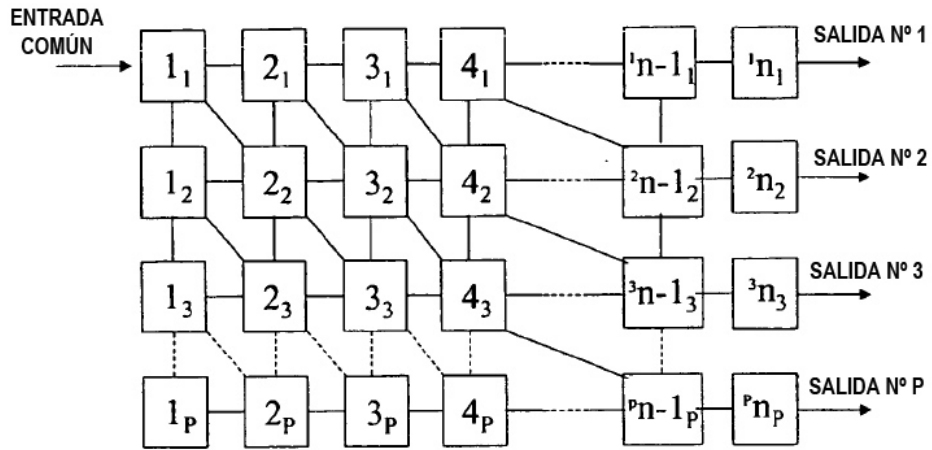 ENTRADA
COMÚN
SALIDA Nº 1
1₁ 2₁ 3₁ 4₁ ¹n-1₁ ¹n₁
SALIDA Nº 2
1₂ 2₂ 3₂ 4₂ ²n-1₂ ²n₂
SALIDA Nº 3
1₃ 2₃ 3₃ 4₃ ³n-1₃ ³n₃
SALIDA Nº P
1ₚ 2ₚ 3ₚ 4ₚ ᵖn-1ₚ ᵖnₚ